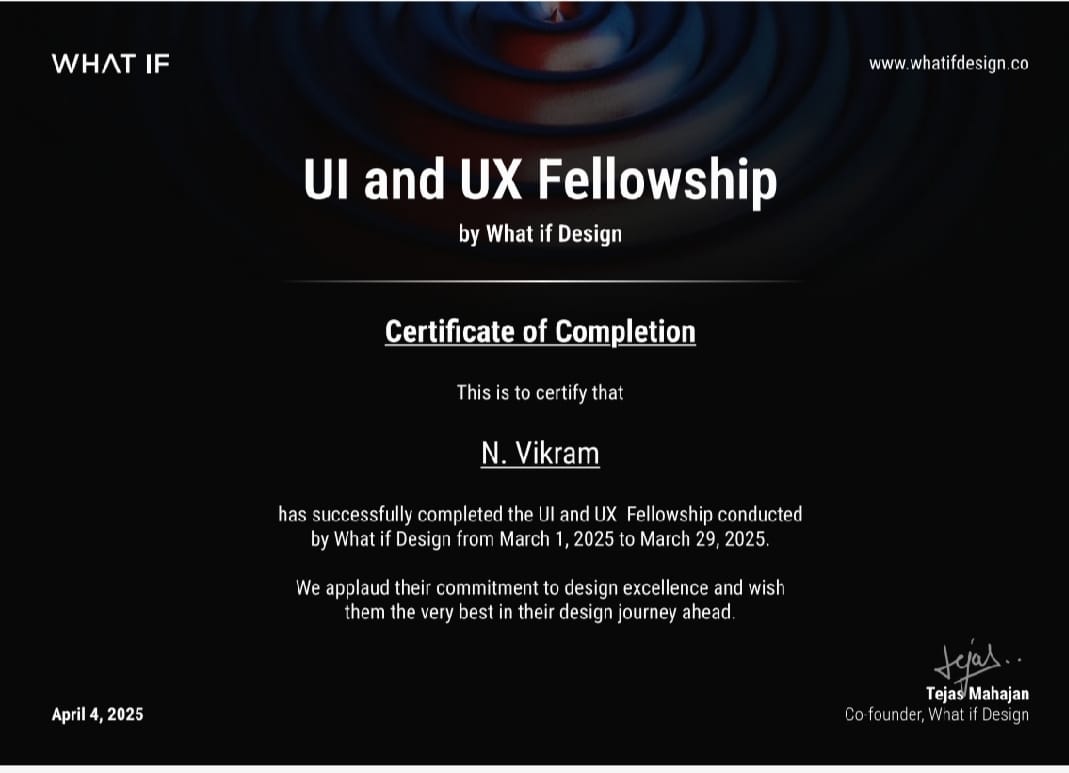 WHAT IF
www.whatifdesign.co
UI and UX Fellowship
by What if Design
Certificate of Completion
This is to certify that
N. Vikram
has successfully completed the UI and UX Fellowship conducted
by What if Design from March 1, 2025 to March 29, 2025.
We applaud their commitment to design excellence and wish
them the very best in their design journey ahead.
Tejas..
Tejas Mahajan
April 4, 2025
Co-founder, What if Design